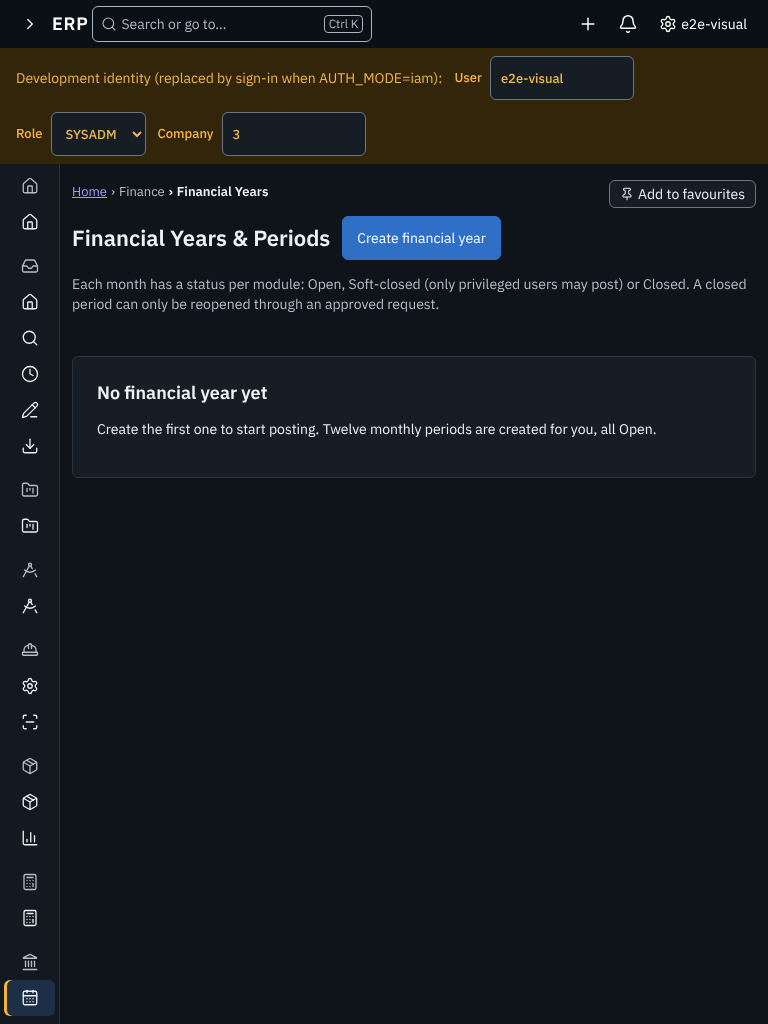 ERP
Search or go to... Ctrl K
e2e-visual
Development identity (replaced by sign-in when AUTH_MODE=iam): User e2e-visual
Role SYSADM Company 3
Home › Finance › Financial Years
Add to favourites
Financial Years & Periods
Create financial year
Each month has a status per module: Open, Soft-closed (only privileged users may post) or Closed. A closed
period can only be reopened through an approved request.
No financial year yet
Create the first one to start posting. Twelve monthly periods are created for you, all Open.